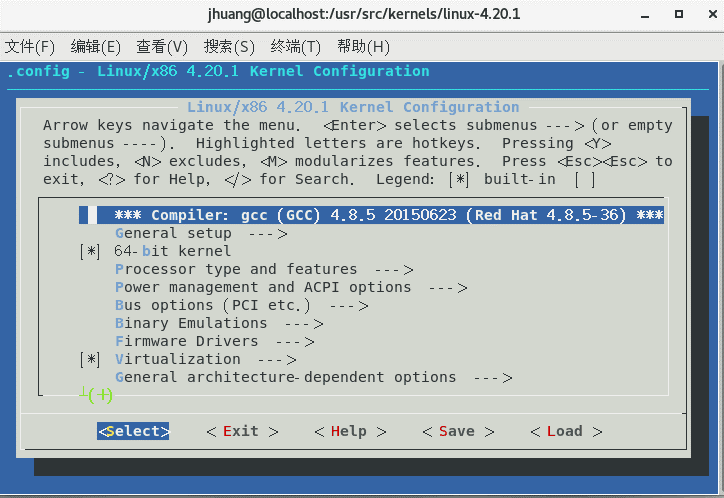 jhuang@localhost:/usr/src/kernels/linux-4.20.1
文件(F) 编辑(E) 查看(V) 搜索(S) 终端(T) 帮助(H)
.config - Linux/x86 4.20.1 Kernel Configuration
Linux/x86 4.20.1 Kernel Configuration
Arrow keys navigate the menu. <Enter> selects submenus ---> (or empty
submenus ----). Highlighted letters are hotkeys. Pressing <Y>
includes, <N> excludes, <M> modularizes features. Press <Esc><Esc> to
exit, <?> for Help, </> for Search. Legend: [*] built-in [ ]
*** Compiler: gcc (GCC) 4.8.5 20150623 (Red Hat 4.8.5-36) ***
General setup --->
[*] 64-bit kernel
Processor type and features --->
Power management and ACPI options --->
Bus options (PCI etc.) --->
Binary Emulations --->
Firmware Drivers --->
[*] Virtualization --->
General architecture-dependent options --->
(+)
<Select> < Exit > < Help > < Save > < Load >